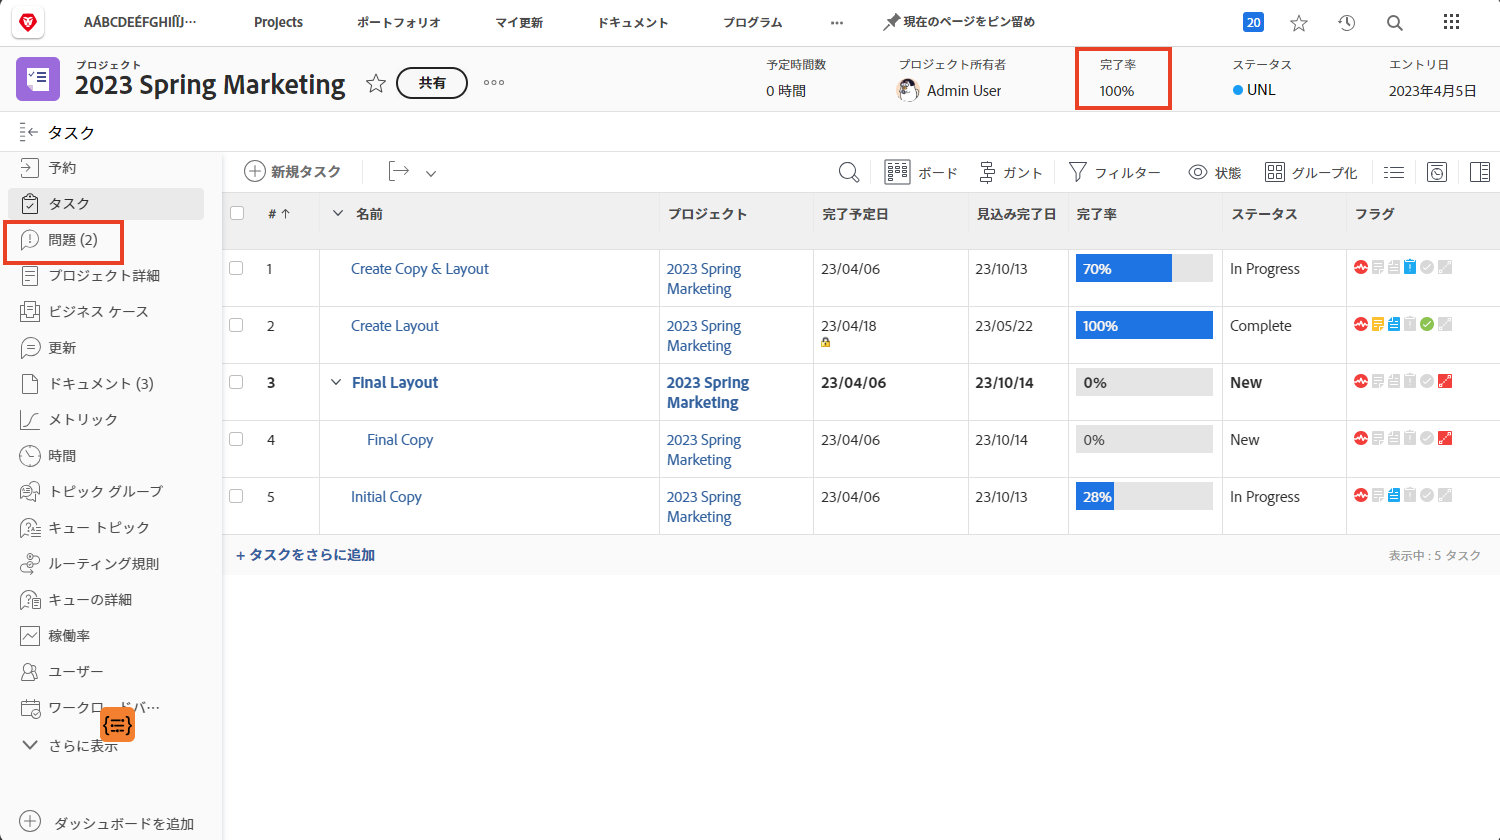 AÁBCDEÉFGHIÍÏJ…
Projects
ポートフォリオ
マイ更新
ドキュメント
プログラム
現在のページをピン留め
20
プロジェクト
2023 Spring Marketing
共有
予定時間数
0 時間
プロジェクト所有者
Admin User
完了率
100%
ステータス
UNL
エントリ日
2023年4月5日
タスク
予約
タスク
問題 (2)
プロジェクト詳細
ビジネス ケース
更新
ドキュメント (3)
メトリック
時間
トピック グループ
キュー トピック
ルーティング規則
キューの詳細
稼働率
ユーザー
ワークロードバ…
さらに表示
ダッシュボードを追加
新規タスク
ボード
ガント
フィルター
状態
グループ化
# ↑ 名前 プロジェクト 完了予定日 見込み完了日 完了率 ステータス フラグ
1 Create Copy & Layout 2023 Spring Marketing 23/04/06 23/10/13 70% In Progress
2 Create Layout 2023 Spring Marketing 23/04/18 23/05/22 100% Complete
3 FInal Layout 2023 Spring Marketing 23/04/06 23/10/14 0% New
4 Final Copy 2023 Spring Marketing 23/04/06 23/10/14 0% New
5 Initial Copy 2023 Spring Marketing 23/04/06 23/10/13 28% In Progress
+ タスクをさらに追加
表示中 : 5 タスク